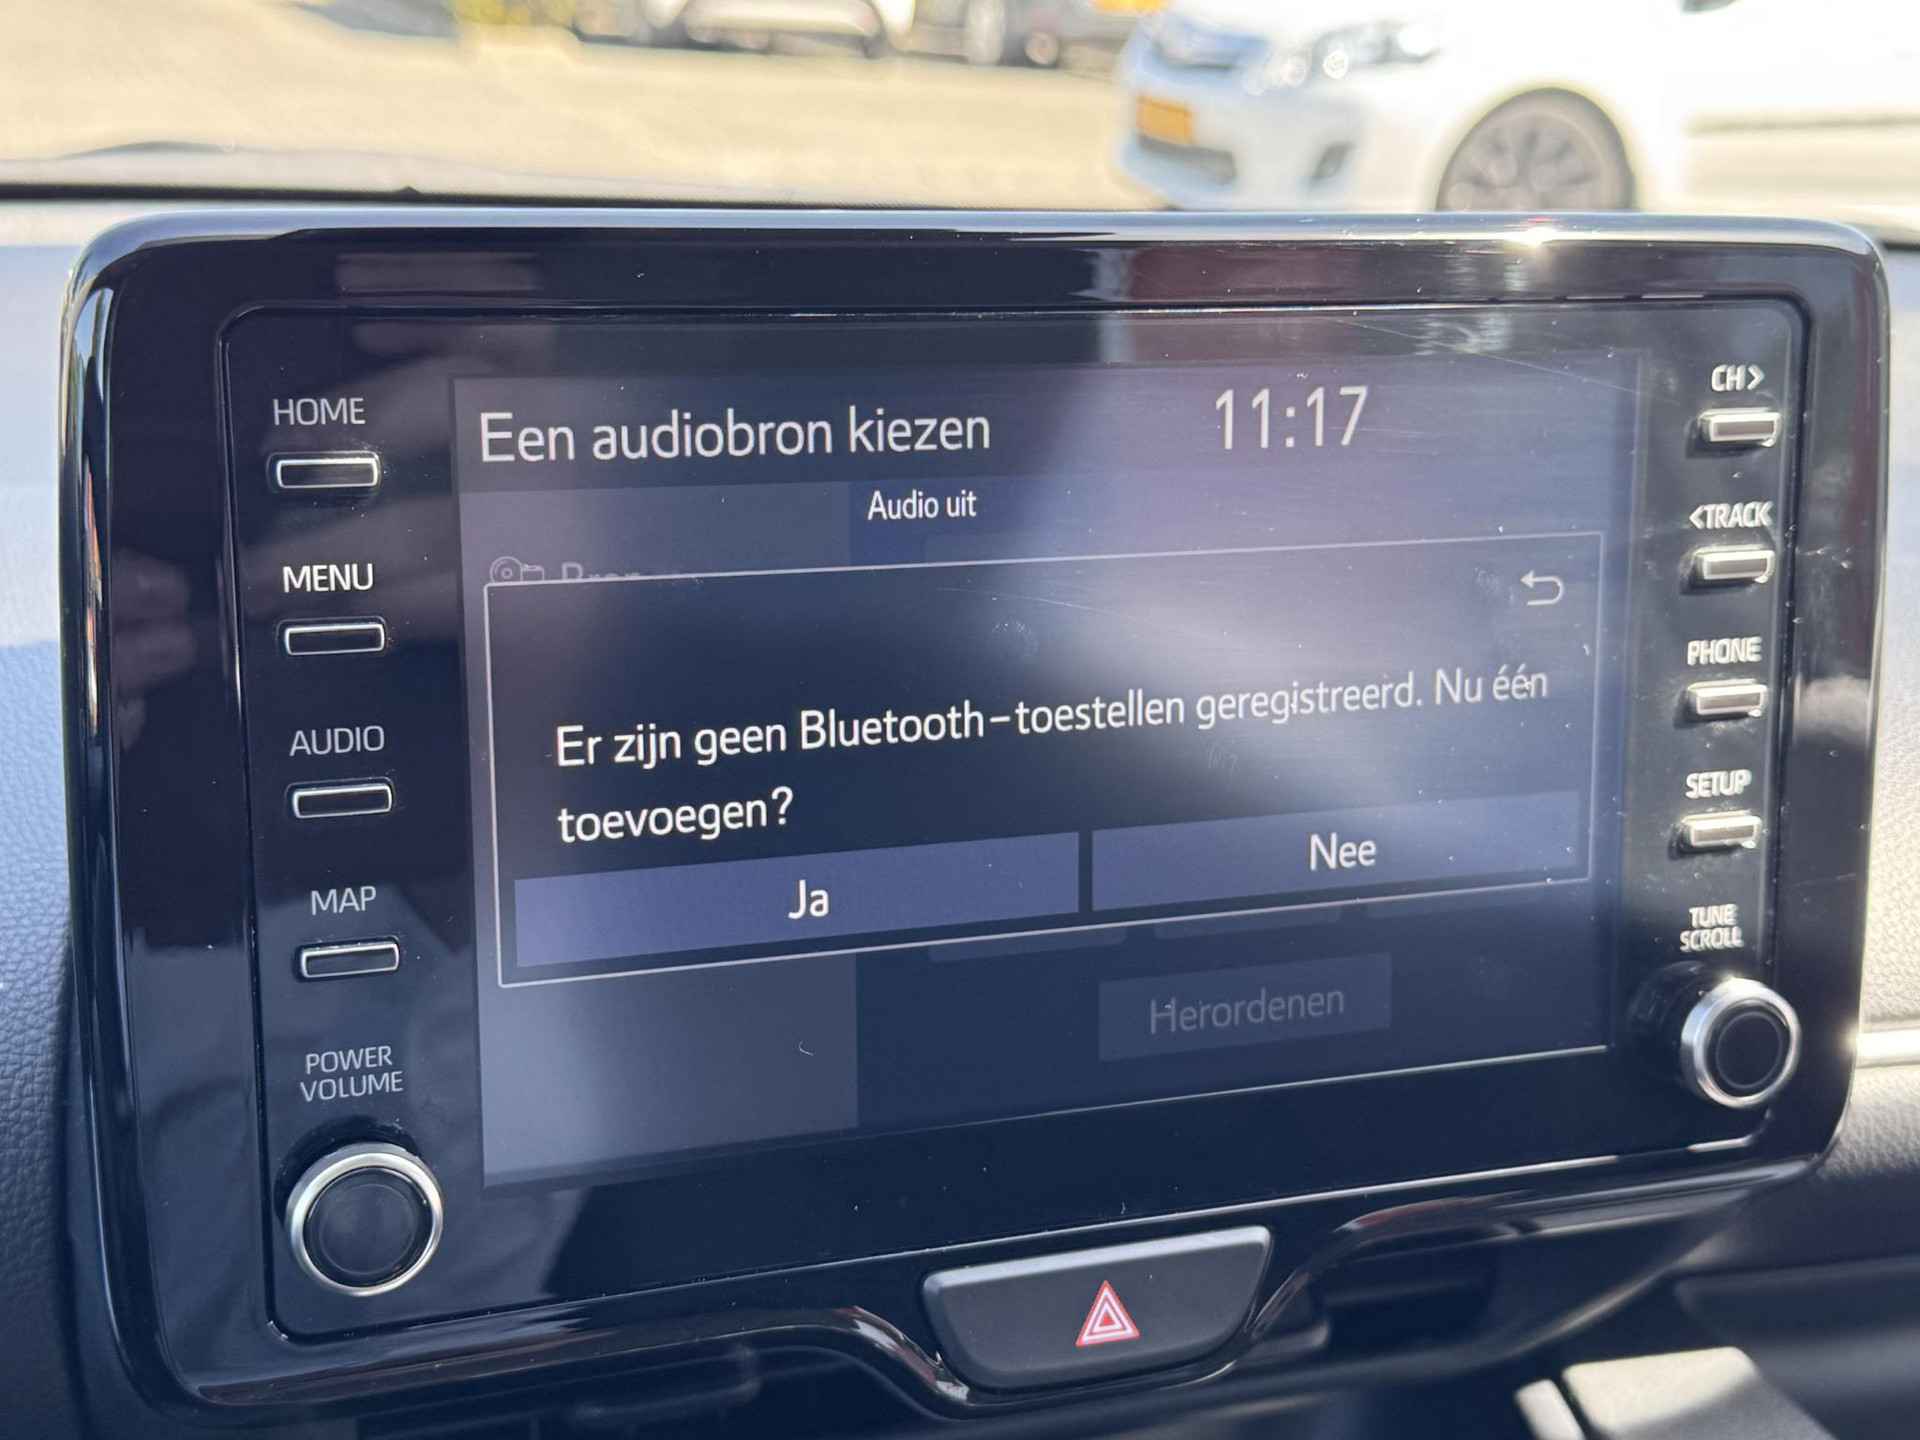 HOME
MENU
AUDIO
MAP
POWER
VOLUME
Een audiobron kiezen
11:17
Audio uit
Er zijn geen Bluetooth-toestellen geregistreerd. Nu één
toevoegen?
Ja
Nee
Herordenen
CH>
<TRACK
PHONE
SETUP
TUNE
SCROLL